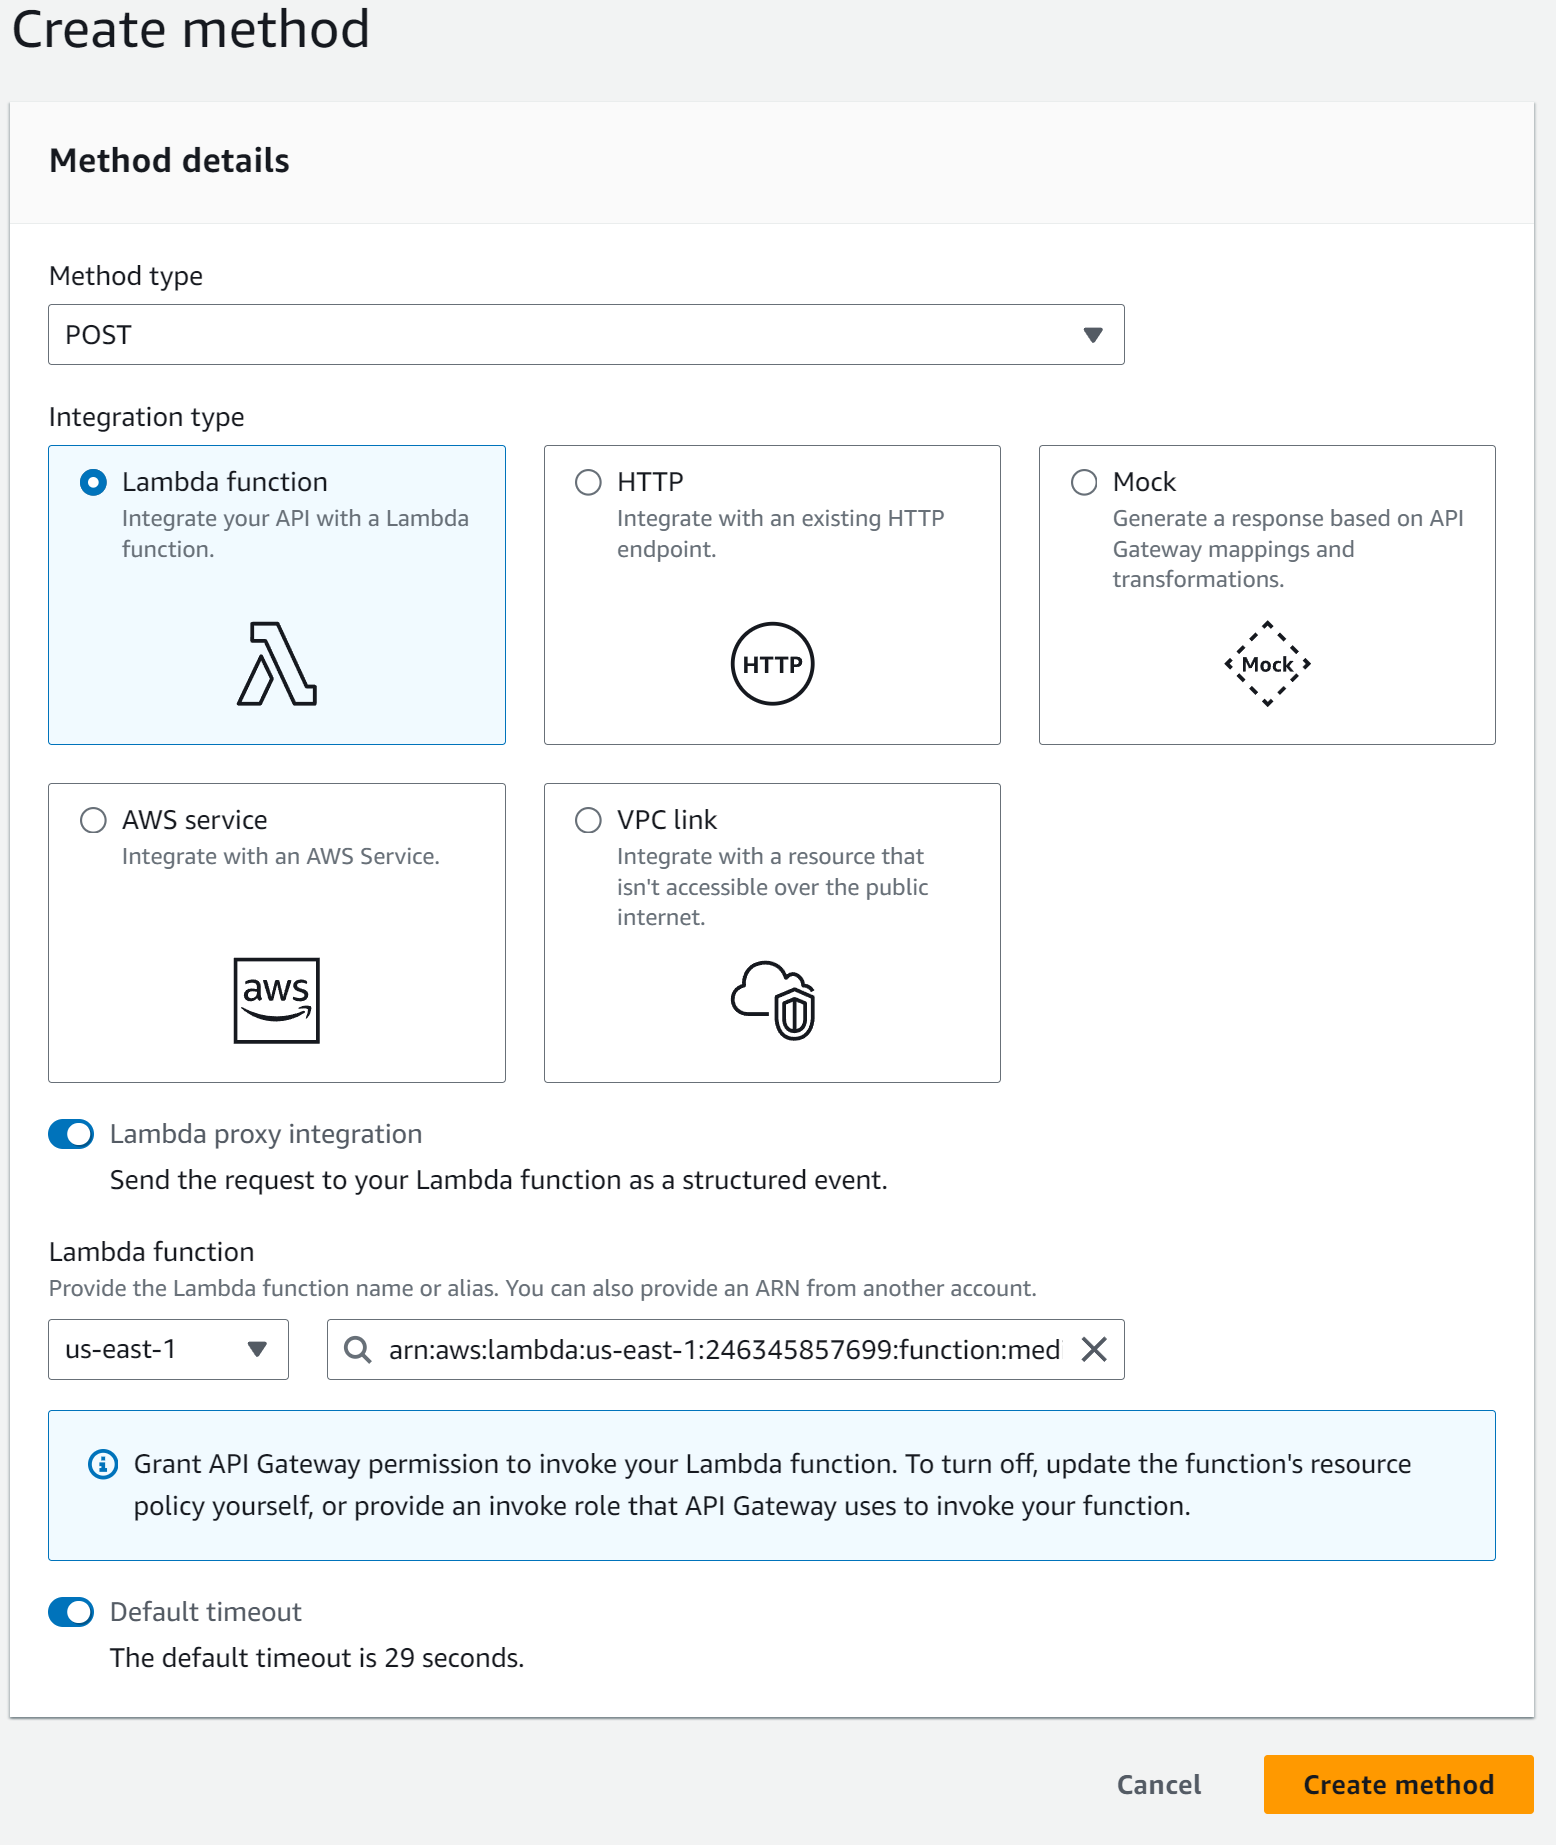 Create method
Method details
Method type
POST
Integration type
Lambda function
Integrate your API with a Lambda
function.
HTTP
Integrate with an existing HTTP
endpoint.
HTTP
Mock
Generate a response based on API
Gateway mappings and
transformations.
Mock
AWS service
Integrate with an AWS Service.
aws
VPC link
Integrate with a resource that
isn't accessible over the public
internet.
Lambda proxy integration
Send the request to your Lambda function as a structured event.
Lambda function
Provide the Lambda function name or alias. You can also provide an ARN from another account.
us-east-1
arn:aws:lambda:us-east-1:246345857699:function:med
Grant API Gateway permission to invoke your Lambda function. To turn off, update the function's resource
policy yourself, or provide an invoke role that API Gateway uses to invoke your function.
Default timeout
The default timeout is 29 seconds.
Cancel
Create method